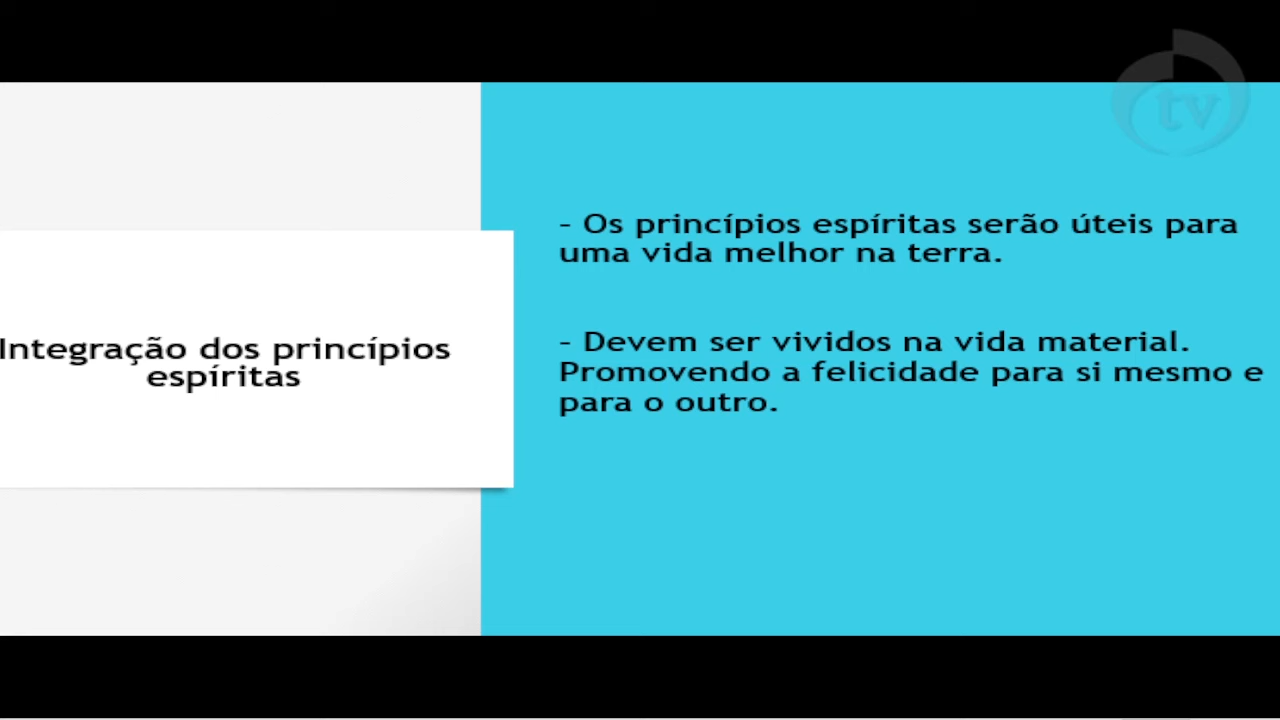 tv
- Os princípios espíritas serão úteis para
uma vida melhor na terra.
Integração dos princípios
espíritas
- Devem ser vividos na vida material.
Promovendo a felicidade para si mesmo e
para o outro.